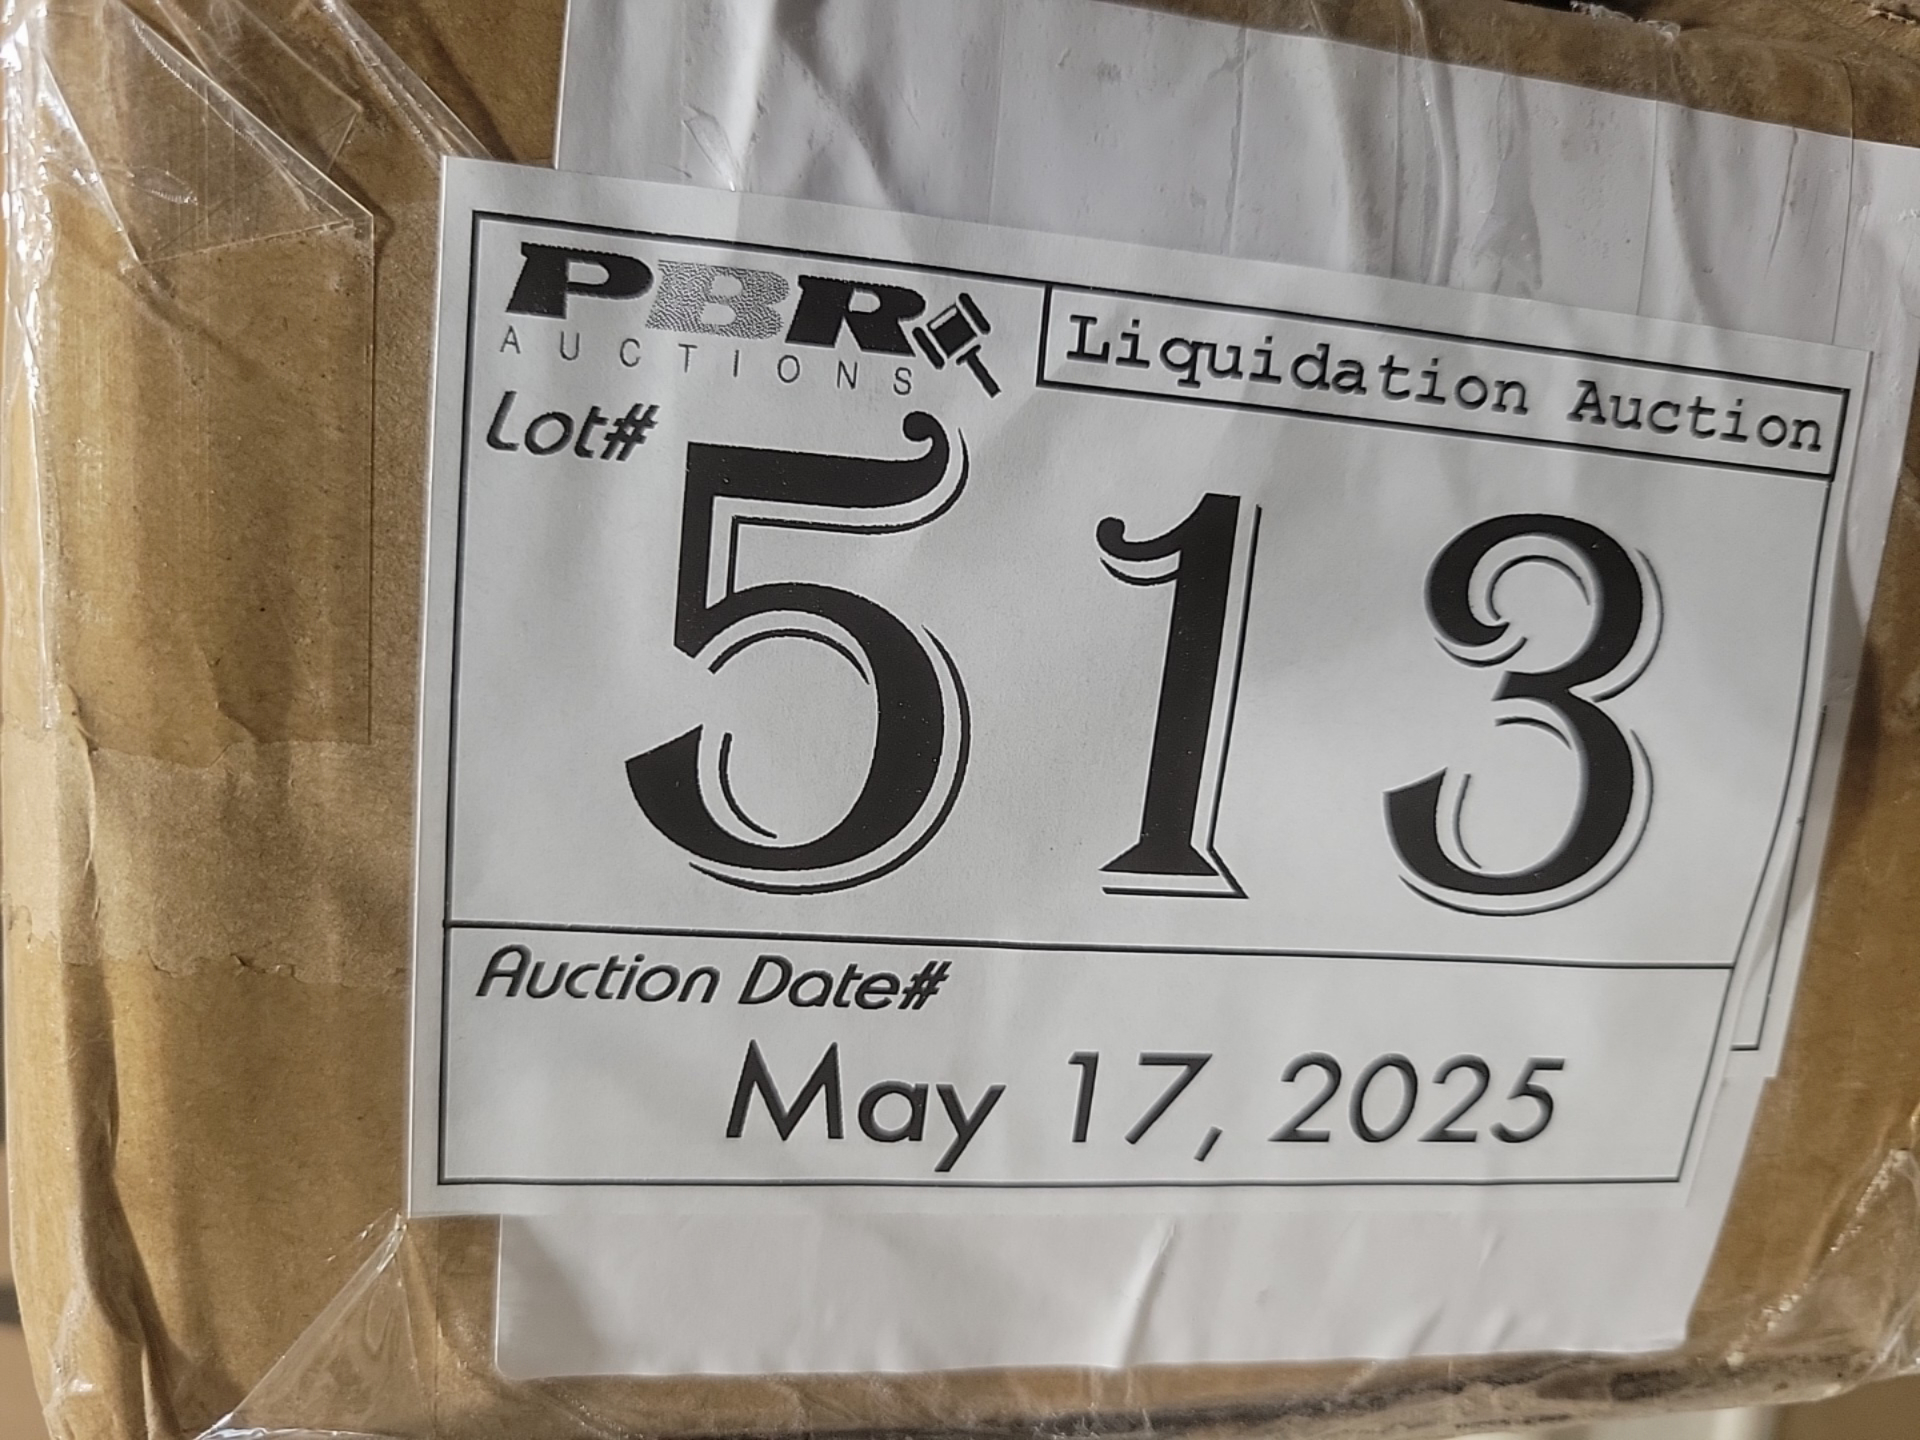 PBR
AUCTIONS
Liquidation Auction
Lot#
513
Auction Date#
May 17, 2025